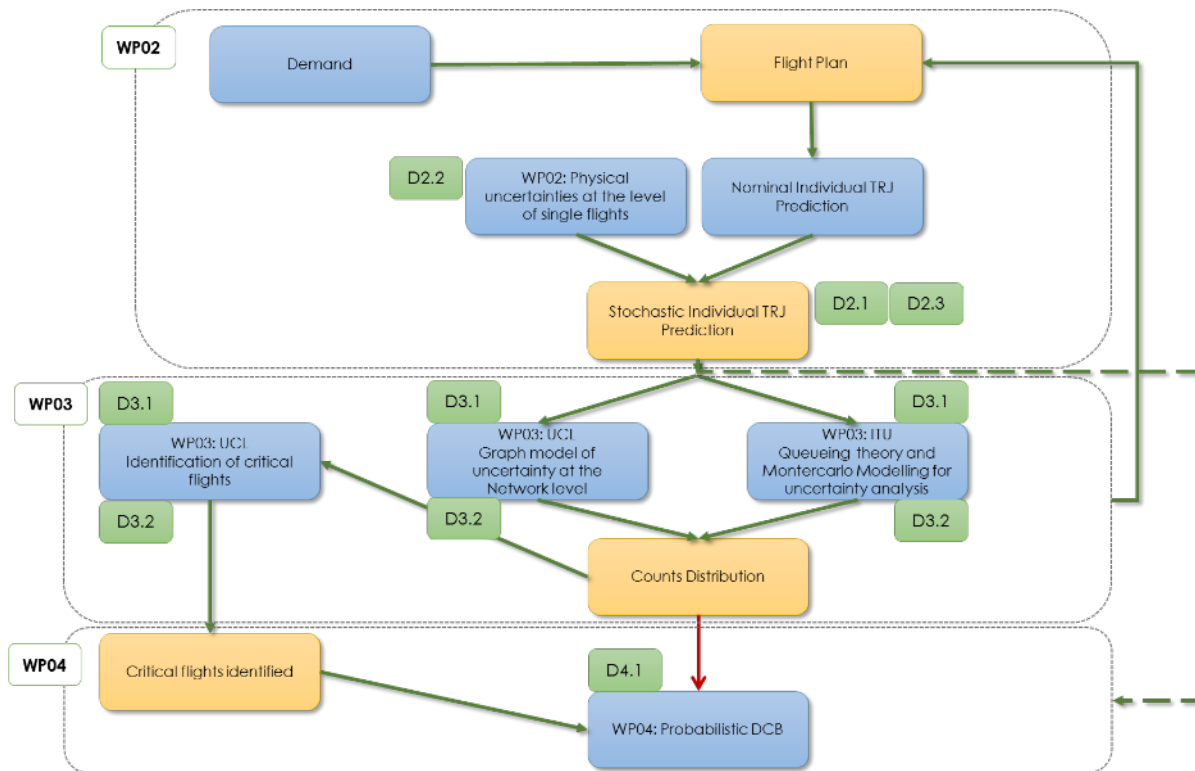 WP02
Demand
Flight Plan
D2.2
WP02: Physical
uncertainties at the level
of single flights
Nominal Individual TRJ
Prediction
Stochastic Individual TRJ
Prediction
D2.1
D2.3
WP03
D3.1
D3.1
D3.1
WP03: UCL
Identification of critical
flights
WP03: UCL
Graph model of
uncertainty at the
Network level
WP03: ITU
Queueing theory and
Montercarlo Modelling for
uncertainty analysis
D3.2
D3.2
D3.2
Counts Distribution
WP04
Critical flights identified
D4.1
WP04: Probabilistic DCB